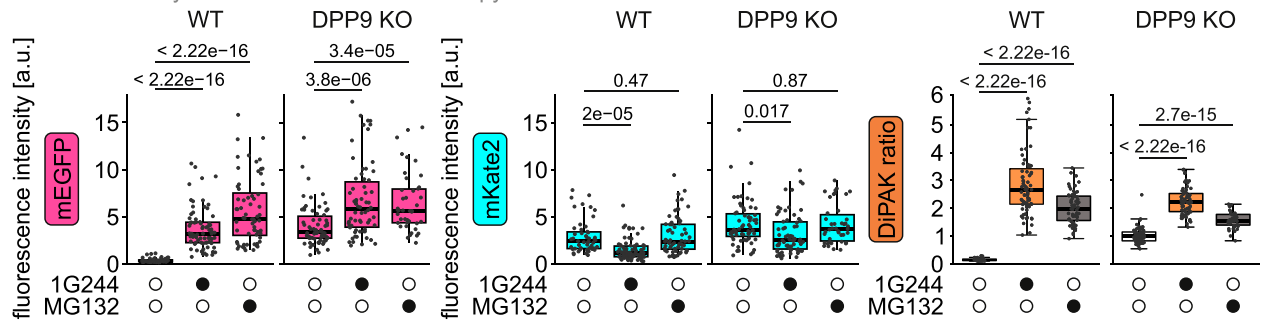 WT DPP9 KO
fluorescence intensity [a.u.]
mEGFP
< 2.22e−16
< 2.22e−16
3.4e−05
3.8e−06
15
10
5
0
1G244
MG132
WT DPP9 KO
fluorescence intensity [a.u.]
mKate2
0.47
2e−05
0.87
0.017
15
10
5
0
1G244
MG132
WT DPP9 KO
DiPAK ratio
< 2.22e-16
< 2.22e-16
2.7e-15
< 2.22e-16
6
5
4
3
2
1
0
1G244
MG132